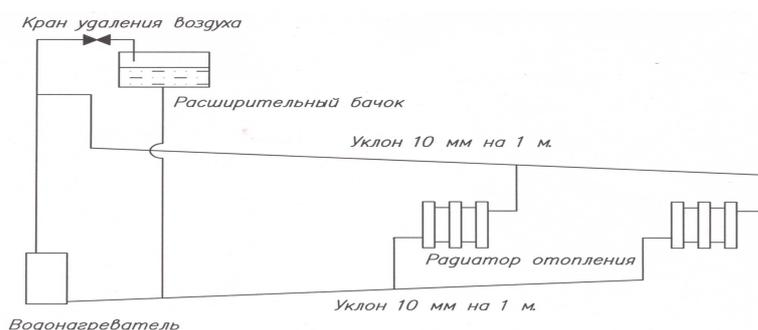 Кран удаления воздуха
Расширительный бачок
Уклон 10 мм на 1 м.
Радиатор отопления
Уклон 10 мм на 1 м.
Водонагреватель